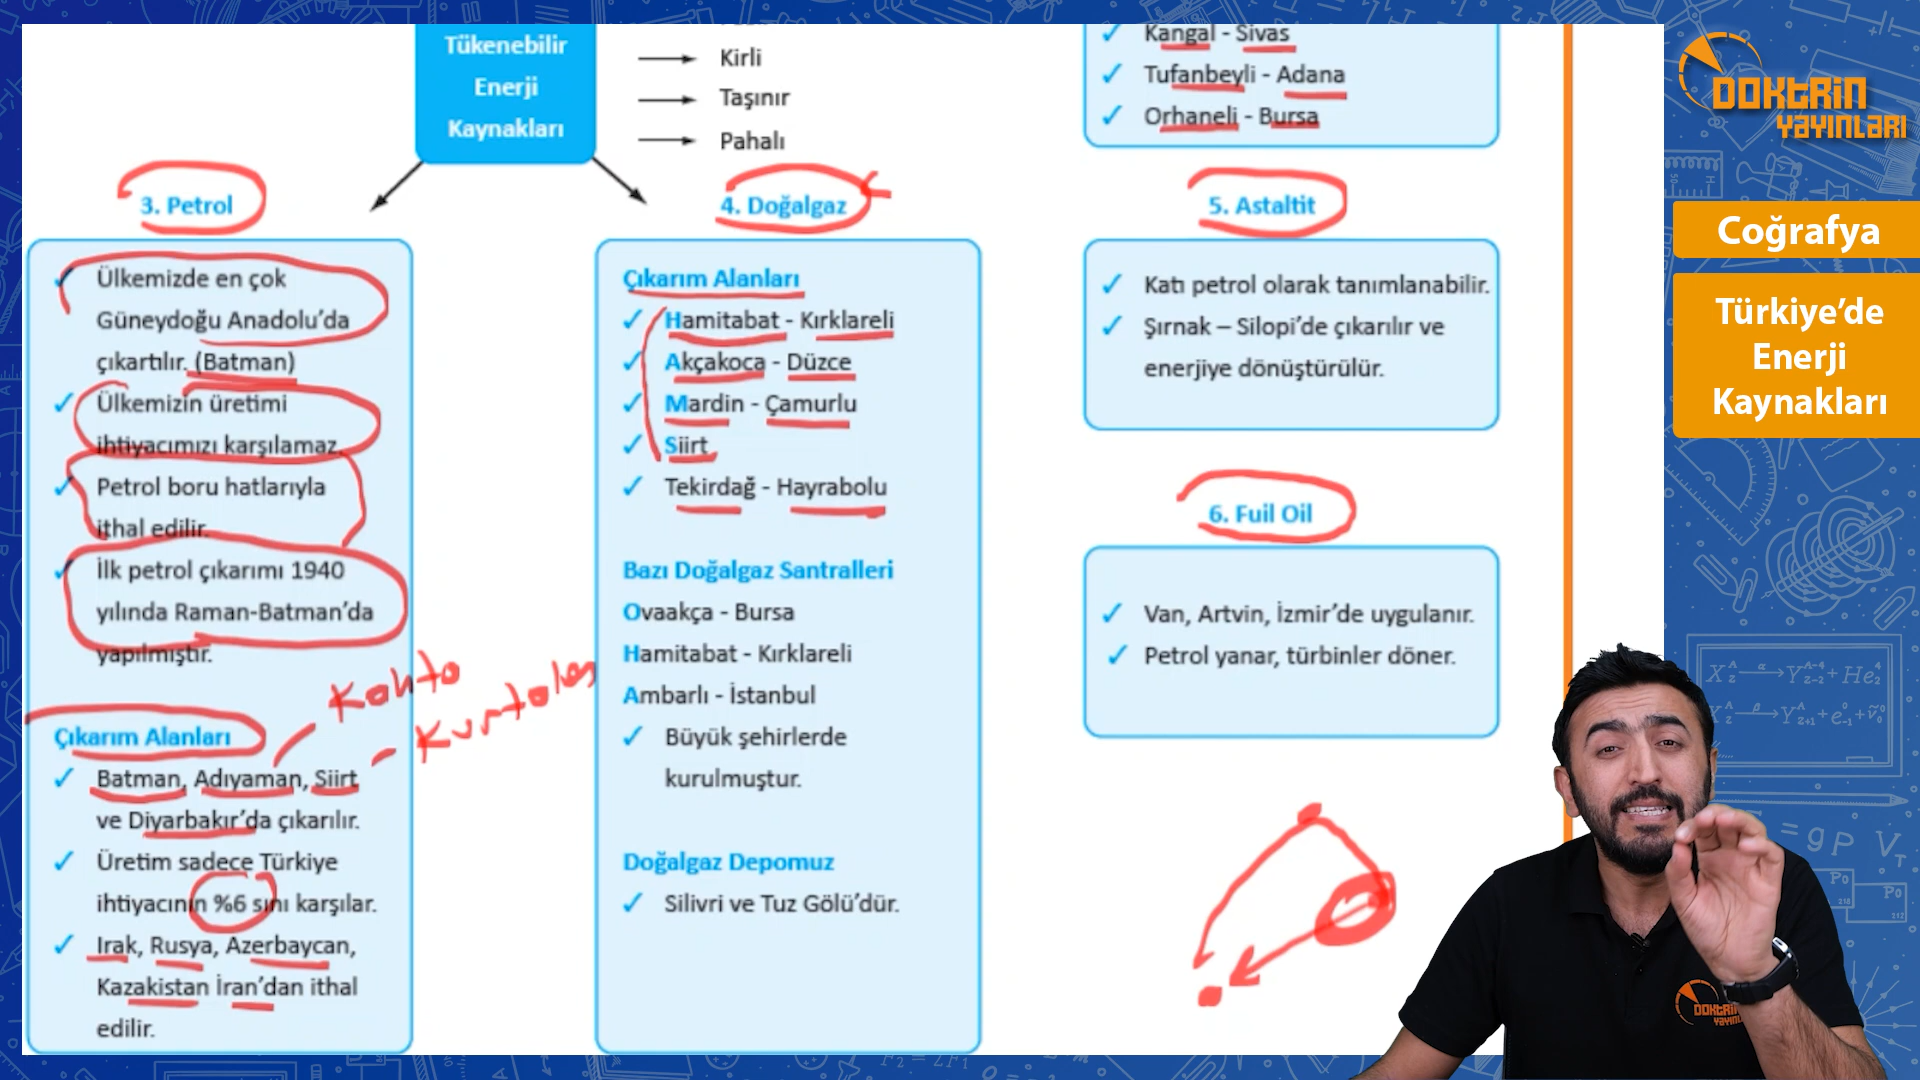 Tükenebilir
Enerji
Kaynakları
Kirli
Taşınır
Pahalı
Kangal - Sivas
Tufanbeyli - Adana
Orhaneli - Bursa
3. Petrol
Ülkemizde en çok
Güneydoğu Anadolu’da
çıkartılır. (Batman)
Ülkemizin üretimi
ihtiyacımızı karşılamaz.
Petrol boru hatlarıyla
ithal edilir.
İlk petrol çıkarımı 1940
yılında Raman-Batman’da
yapılmıştır.
Kahta
Kurtalan
Çıkarım Alanları
Batman, Adıyaman, Siirt
ve Diyarbakır’da çıkarılır.
Üretim sadece Türkiye
ihtiyacının %6 sını karşılar.
Irak, Rusya, Azerbaycan,
Kazakistan İran’dan ithal
edilir.
4. Doğalgaz
Çıkarım Alanları
Hamitabat - Kırklareli
Akçakoca - Düzce
Mardin - Çamurlu
Siirt
Tekirdağ - Hayrabolu
Bazı Doğalgaz Santralleri
Ovaakça - Bursa
Hamitabat - Kırklareli
Ambarlı - İstanbul
Büyük şehirlerde
kurulmuştur.
Doğalgaz Depomuz
Silivri ve Tuz Gölü’dür.
5. Astaltit
Katı petrol olarak tanımlanabilir.
Şırnak – Silopi’de çıkarılır ve
enerjiye dönüştürülür.
6. Fuil Oil
Van, Artvin, İzmir’de uygulanır.
Petrol yanar, türbinler döner.
DOKTRİN
YAYINLARI
Coğrafya
Türkiye’de
Enerji
Kaynakları
DOKTRİN